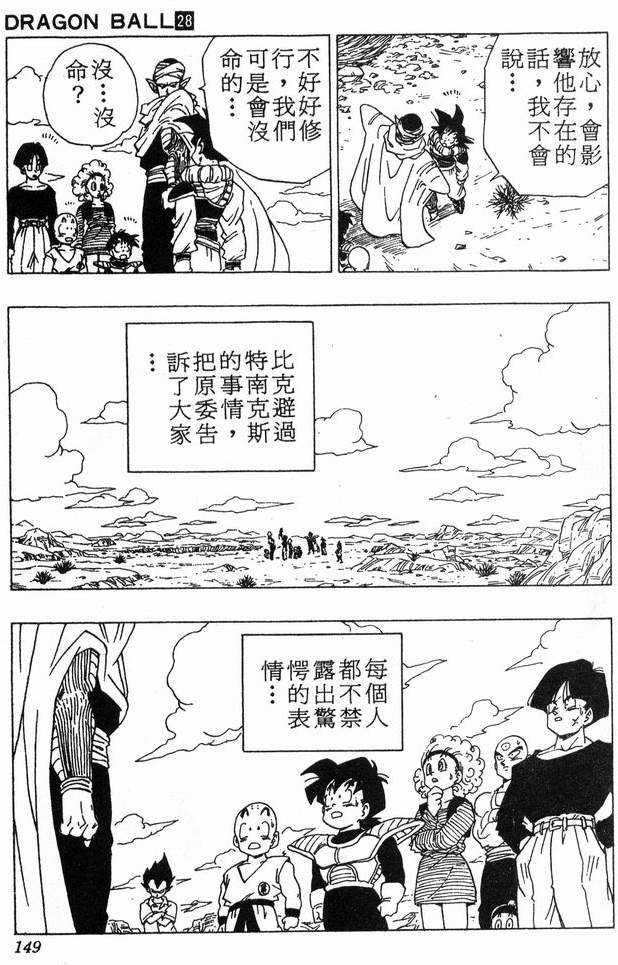 DRAGON BALL 28
放心，會影
響他存在的
話，我不會
說…
不好好修
行，我們
可是會沒
命的…
沒…沒
命？
比克避過
特南克斯
的事情，
把原委告
訴了大家
…
每個人
都不禁
露出驚
愕的表
情…
149